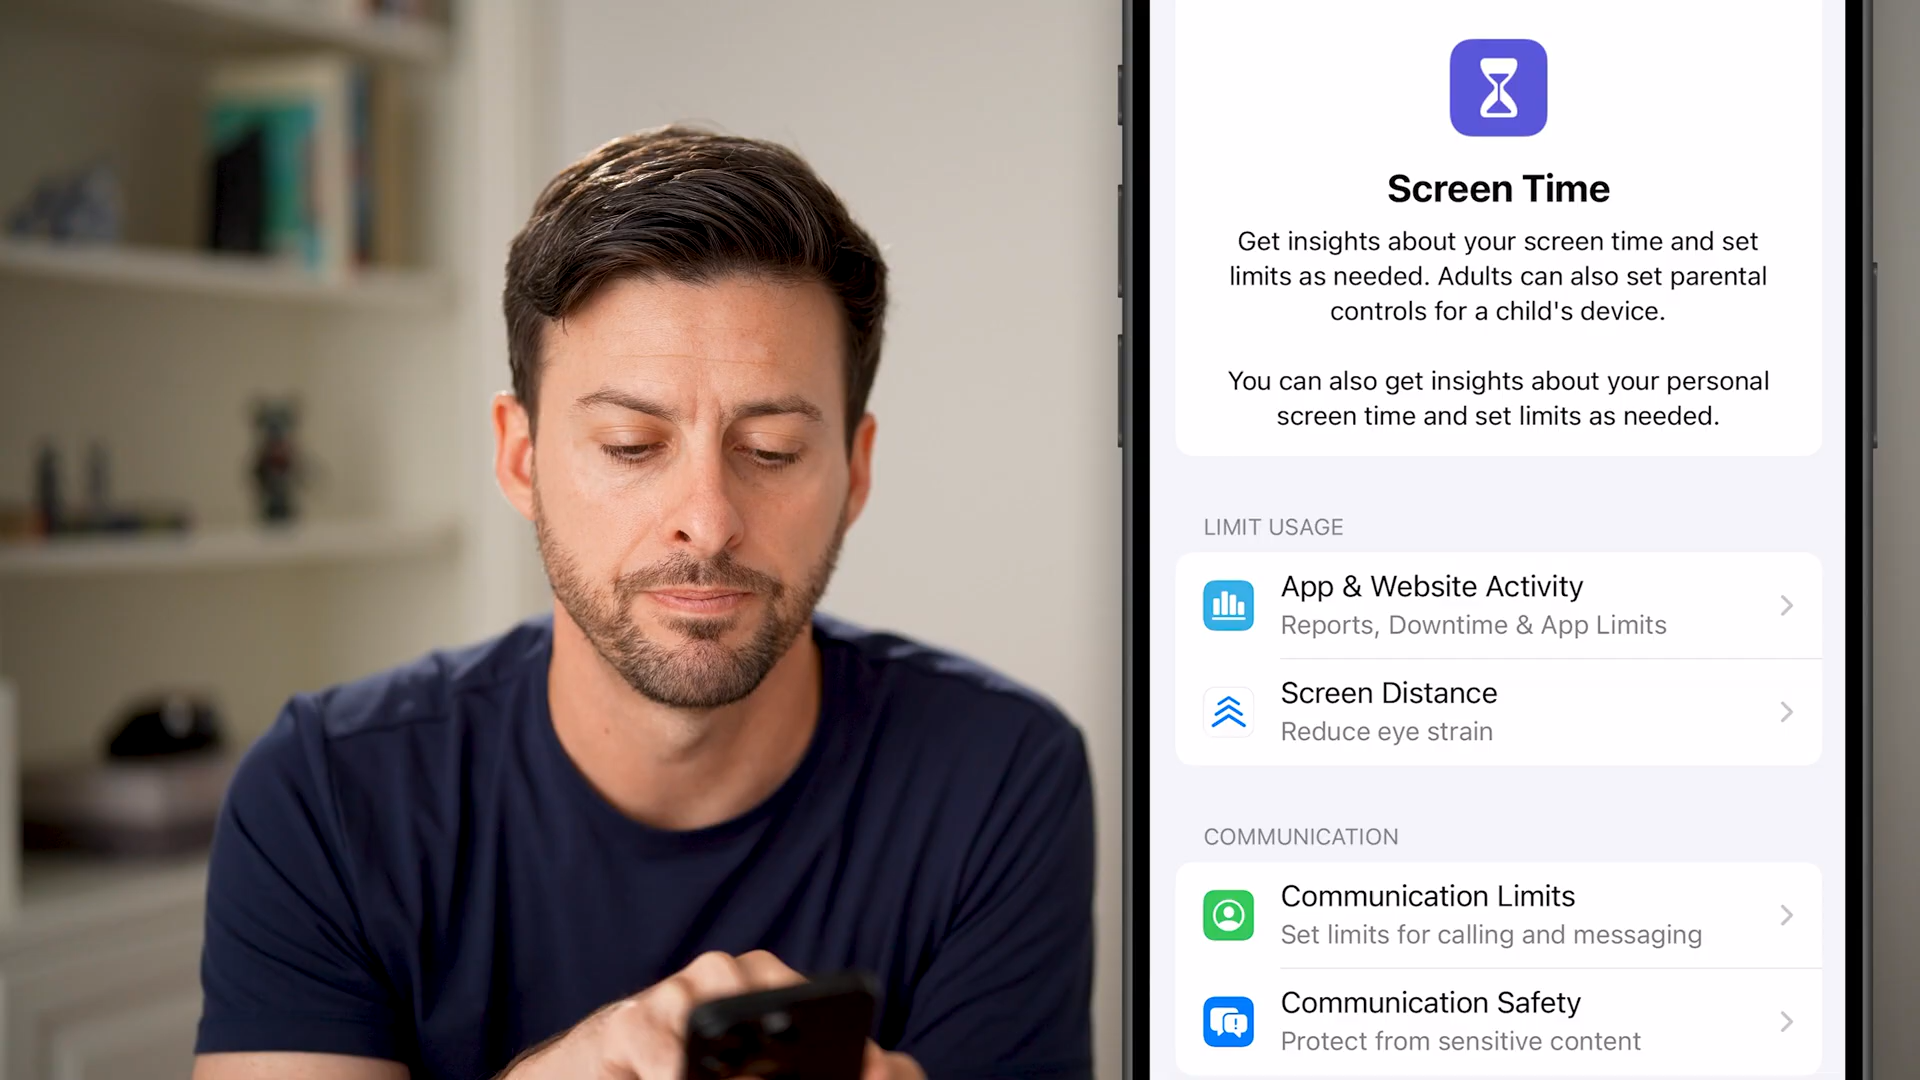 Screen Time
Get insights about your screen time and set
limits as needed. Adults can also set parental
controls for a child's device.
You can also get insights about your personal
screen time and set limits as needed.
LIMIT USAGE
App & Website Activity
Reports, Downtime & App Limits
Screen Distance
Reduce eye strain
COMMUNICATION
Communication Limits
Set limits for calling and messaging
Communication Safety
Protect from sensitive content